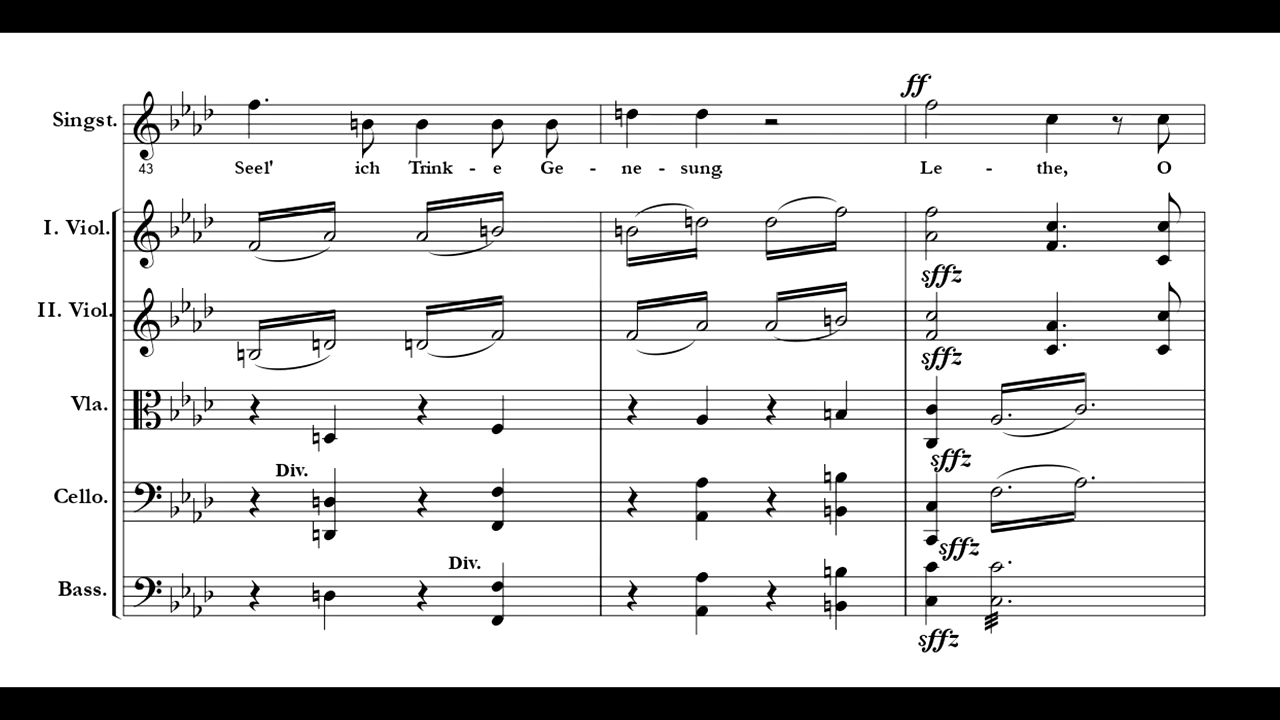 ff
Singst.
43 Seel' ich Trink - e Ge - ne - sung. Le - the, O
I. Viol.
sffz
II. Viol.
sffz
Vla.
sffz
Div.
Cello.
sffz
Div.
Bass.
sffz